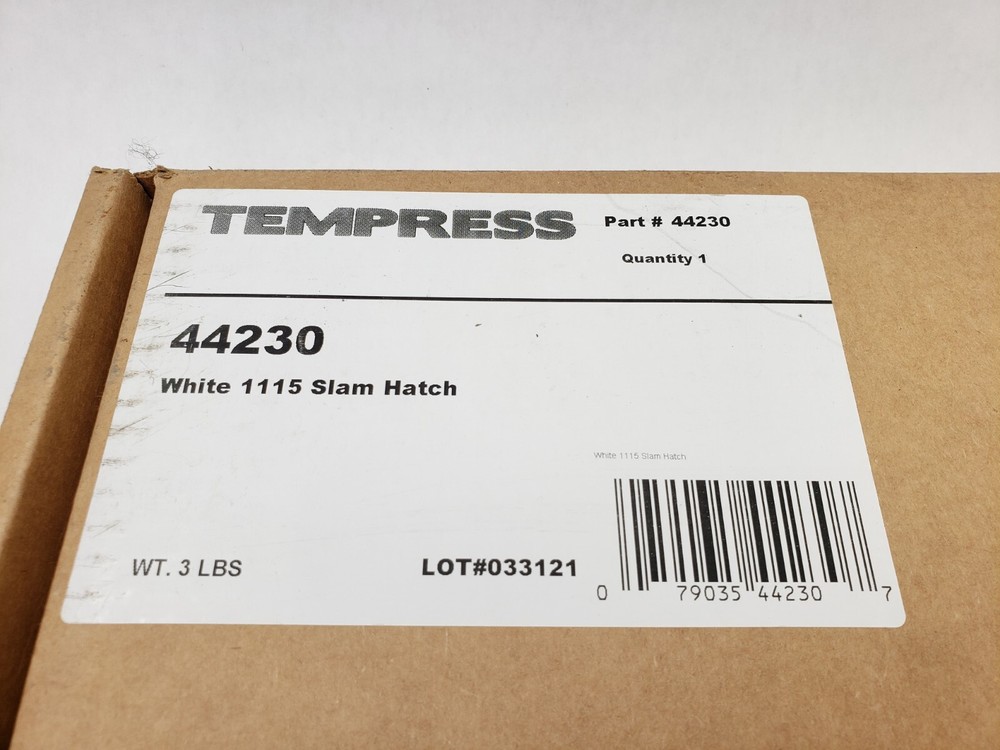 TEMPRESS
Part # 44230
Quantity 1
44230
White 1115 Slam Hatch
White 1115 Slam Hatch
WT. 3 LBS
LOT#033121
0 79035 44230 7